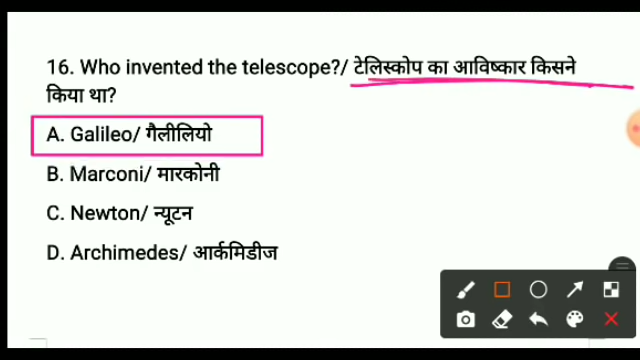 16. Who invented the telescope?/ टेलिस्कोप का आविष्कार किसने
किया था?
A. Galileo/ गैलीलियो
B. Marconi/ मारकोनी
C. Newton/ न्यूटन
D. Archimedes/ आर्कमिडीज